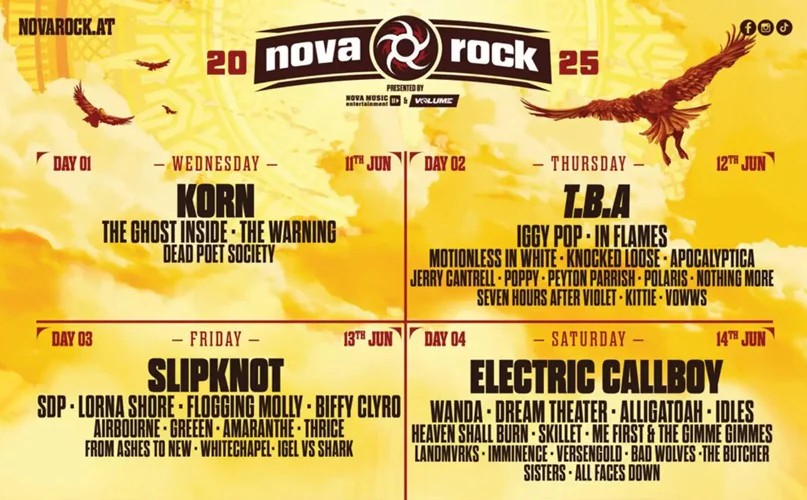 NOVAROCK.AT
20 nova rock 25
PRESENTED BY
NOVA MUSIC entertainment & VOLUME
DAY 01 – WEDNESDAY – 11TH JUN
KORN
THE GHOST INSIDE · THE WARNING
DEAD POET SOCIETY
DAY 02 – THURSDAY – 12TH JUN
T.B.A
IGGY POP · IN FLAMES
MOTIONLESS IN WHITE · KNOCKED LOOSE · APOCALYPTICA
JERRY CANTRELL · POPPY · PEYTON PARRISH · POLARIS · NOTHING MORE
SEVEN HOURS AFTER VIOLET · KITTIE · VOWWS
DAY 03 – FRIDAY – 13TH JUN
SLIPKNOT
SDP · LORNA SHORE · FLOGGING MOLLY · BIFFY CLYRO
AIRBOURNE · GREEEN · AMARANTHE · THRICE
FROM ASHES TO NEW · WHITECHAPEL · IGEL VS SHARK
DAY 04 – SATURDAY – 14TH JUN
ELECTRIC CALLBOY
WANDA · DREAM THEATER · ALLIGATOAH · IDLES
HEAVEN SHALL BURN · SKILLET · ME FIRST & THE GIMME GIMMES
LANDMVRKS · IMMINENCE · VERSENGOLD · BAD WOLVES · THE BUTCHER
SISTERS · ALL FACES DOWN